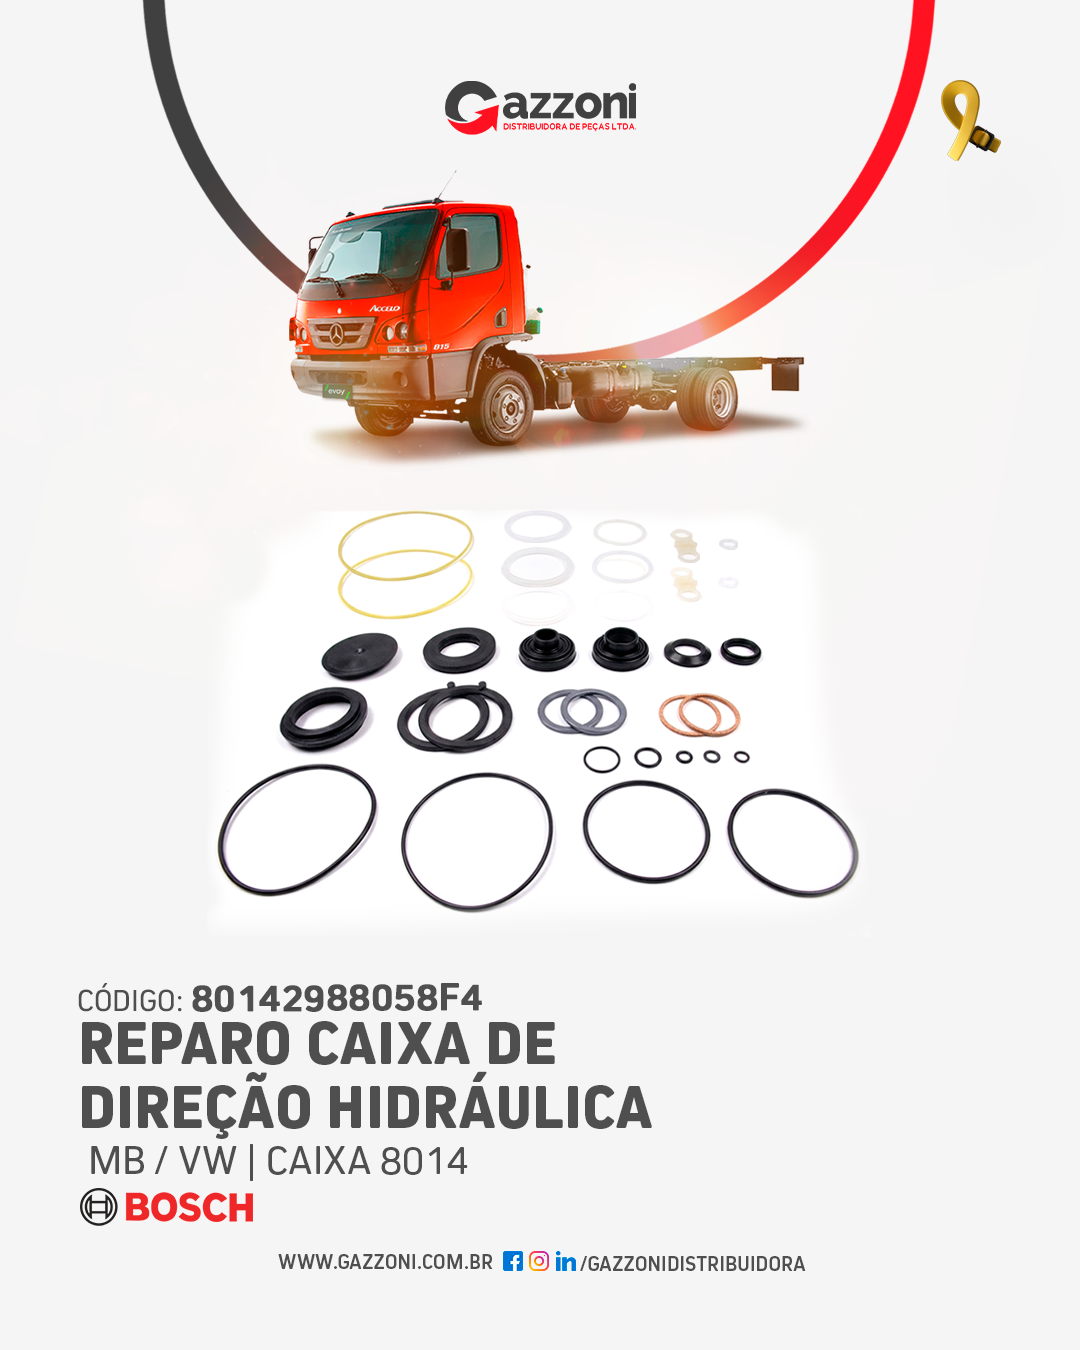 Gazzoni
DISTRIBUIDORA DE PEÇAS LTDA.
ACCELO
815
evoy
CÓDIGO: 80142988058F4
REPARO CAIXA DE
DIREÇÃO HIDRÁULICA
MB / VW | CAIXA 8014
BOSCH
WWW.GAZZONI.COM.BR /GAZZONIDISTRIBUIDORA